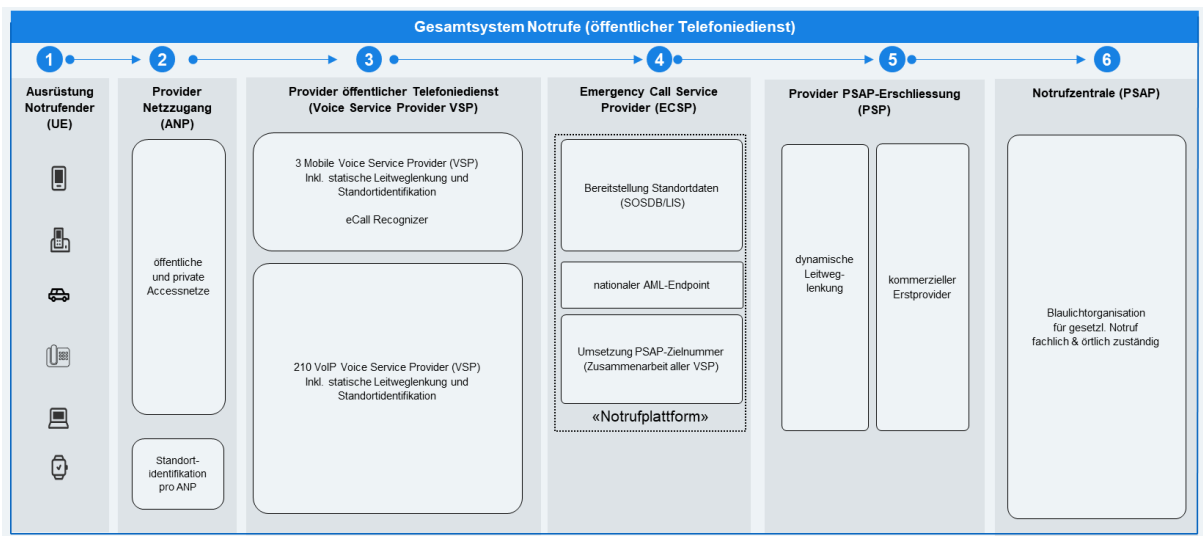 Gesamtsystem Notrufe (öffentlicher Telefoniedienst)
1
2
3
4
5
6
Ausrüstung
Notrufender
(UE)
Provider
Netzzugang
(ANP)
öffentliche
und private
Accessnetze
Standort-
identifikation
pro ANP
Provider öffentlicher Telefoniedienst
(Voice Service Provider VSP)
3 Mobile Voice Service Provider (VSP)
Inkl. statische Leitweglenkung und
Standortidentifikation
eCall Recognizer
210 VoIP Voice Service Provider (VSP)
Inkl. statische Leitweglenkung und
Standortidentifikation
Emergency Call Service
Provider (ECSP)
Bereitstellung Standortdaten
(SOSDB/LIS)
nationaler AML-Endpoint
Umsetzung PSAP-Zielnummer
(Zusammenarbeit aller VSP)
«Notrufplattform»
Provider PSAP-Erschliessung
(PSP)
dynamische
Leitweg-
lenkung
kommerzieller
Erstprovider
Notrufzentrale (PSAP)
Blaulichtorganisation
für gesetzl. Notruf
fachlich & örtlich zuständig